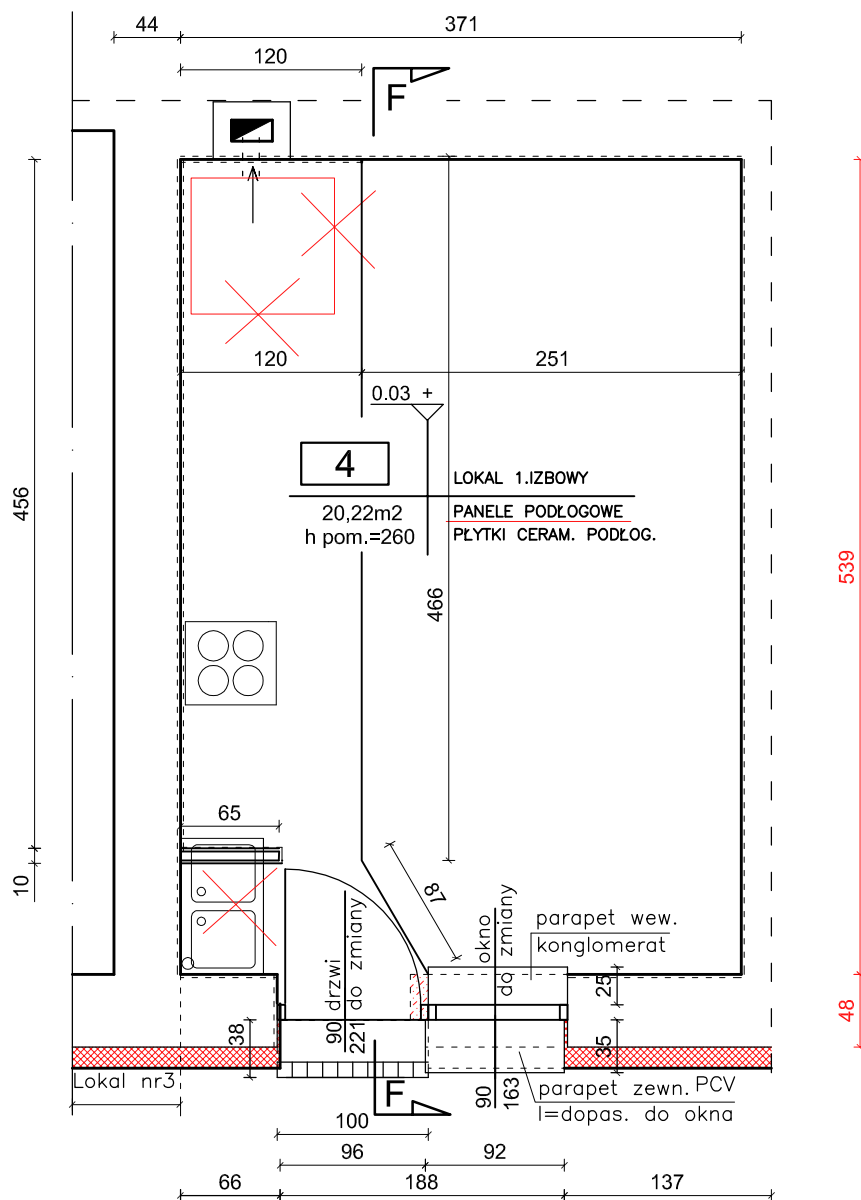 44
371
120
F
120
251
0.03 +
4
LOKAL 1.IZBOWY
20,22m2
PANELE PODŁOGOWE
h pom.=260
PŁYTKI CERAM. PODŁOG.
456
539
466
65
10
87
90 drzwi
221 do zmiany
okno
do zmiany
parapet wew.
konglomerat
25
48
38
35
90
163
Lokal nr3
F
parapet zewn. PCV
l=dopas. do okna
100
96
92
66
188
137